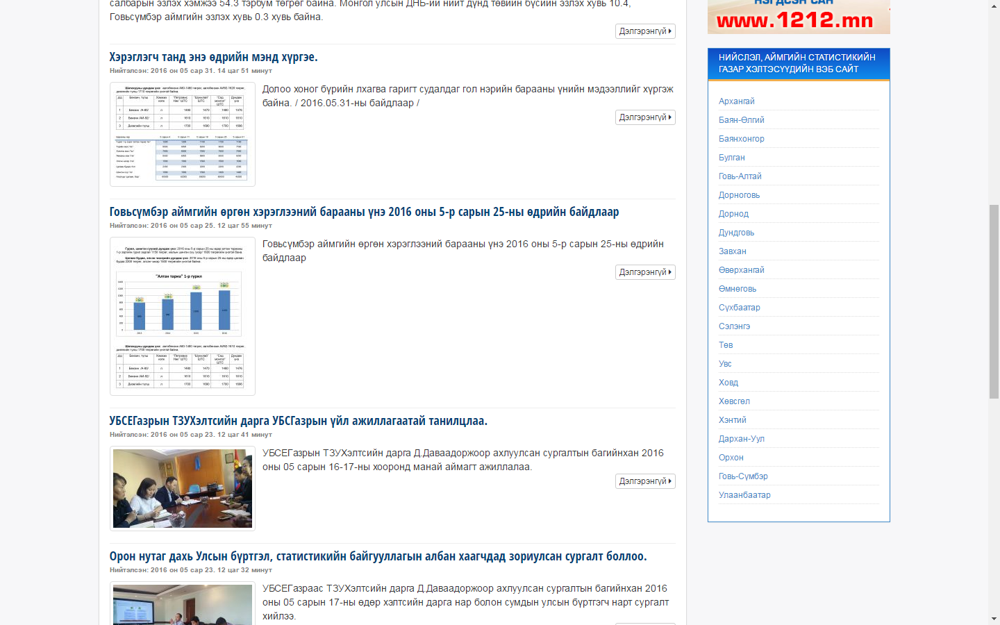 салбарын эзлэх хэмжээ 54.3 тэрбум төгрөг байна. Монгол улсын ДНБ-ий нийт дүнд төвийн бүсийн эзлэх хувь 10.4,
Говьсүмбэр аймгийн эзлэх хувь 0.3 хувь байна.
Дэлгэрэнгүй
Хэрэглэгч танд энэ өдрийн мэнд хүргэе.
Нийтэлсэн: 2016 он 05 сар 31. 14 цаг 51 минут
Долоо хоног бүрийн лхагва гаригт судалдаг гол нэрийн барааны үнийн мэдээллийг хүргэж
байна. / 2016.05.31-ны байдлаар /
Дэлгэрэнгүй
Говьсүмбэр аймгийн өргөн хэрэглээний барааны үнэ 2016 оны 5-р сарын 25-ны өдрийн байдлаар
Нийтэлсэн: 2016 он 05 сар 25. 12 цаг 55 минут
Говьсүмбэр аймгийн өргөн хэрэглээний барааны үнэ 2016 оны 5-р сарын 25-ны өдрийн
байдлаар
Дэлгэрэнгүй
"Алтан тариа" 1-р гурил
УБСЕГазрын ТЗУХэлтсийн дарга УБСГазрын үйл ажиллагаатай танилцлаа.
Нийтэлсэн: 2016 он 05 сар 23. 12 цаг 41 минут
УБСЕГазрын ТЗУХэлтсийн дарга Д.Даваадоржоор ахлуулсан сургалтын багийнхан 2016
оны 05 сарын 16-17-ны хооронд манай аймагт ажиллалаа.
Дэлгэрэнгүй
Орон нутаг дахь Улсын бүртгэл, статистикийн байгууллагын албан хаагчдад зориулсан сургалт боллоо.
Нийтэлсэн: 2016 он 05 сар 23. 12 цаг 32 минут
УБСЕГазраас ТЗУХэлтсийн дарга Д.Даваадоржоор ахлуулсан сургалтын багийнхан 2016
оны 05 сарын 17-ны өдөр хэлтсийн дарга нар болон сумдын улсын бүртгэгч нарт сургалт
хийлээ.
НЭГДСЭН САН
www.1212.mn
НИЙСЛЭЛ, АЙМГИЙН СТАТИСТИКИЙН
ГАЗАР ХЭЛТЭСҮҮДИЙН ВЭБ САЙТ
Архангай
Баян-Өлгий
Баянхонгор
Булган
Говь-Алтай
Дорноговь
Дорнод
Дундговь
Завхан
Өвөрхангай
Өмнөговь
Сүхбаатар
Сэлэнгэ
Төв
Увс
Ховд
Хөвсгөл
Хэнтий
Дархан-Уул
Орхон
Говь-Сүмбэр
Улаанбаатар